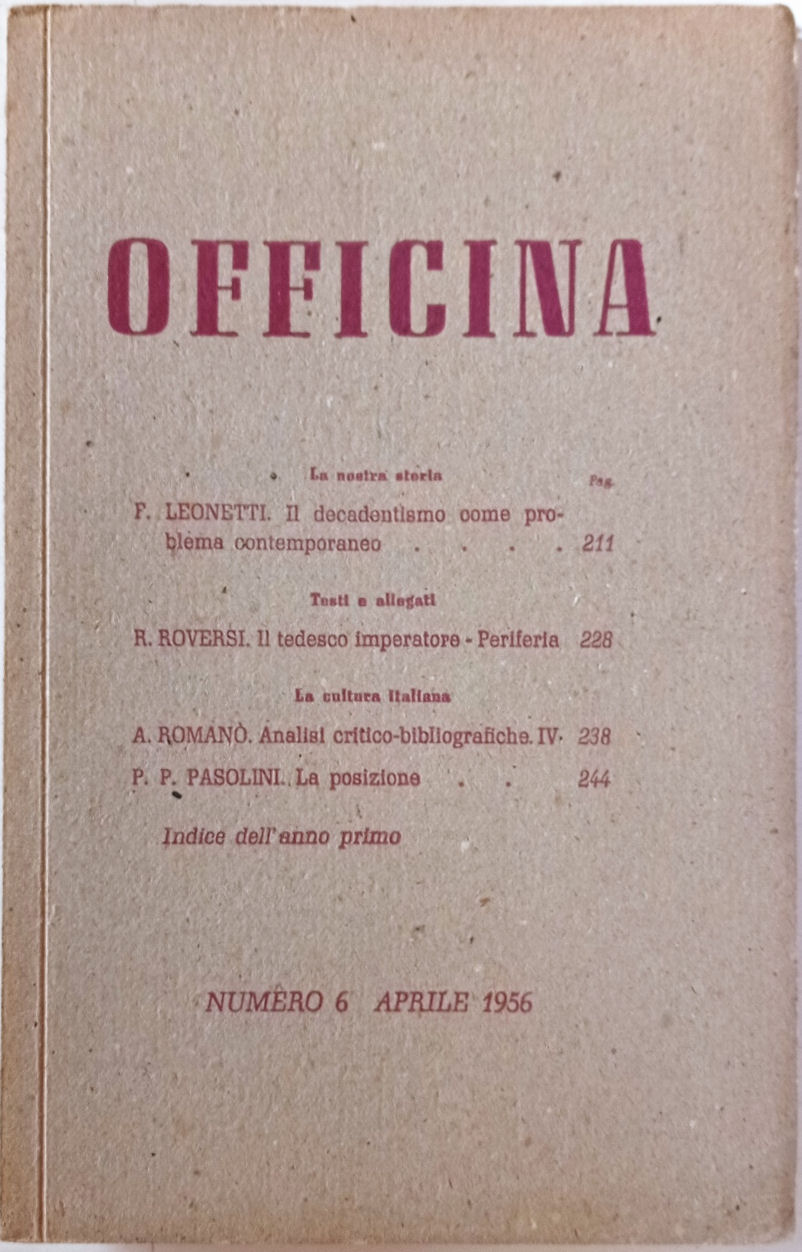 OFFICINA
La nostra storia
Pag.
F. LEONETTI. Il decadentismo come pro-
blema contemporaneo . . . . 211
Testi e allegati
R. ROVERSI. Il tedesco imperatore - Periferia 228
La cultura italiana
A. ROMANÒ. Analisi critico-bibliografiche. IV. 238
P. P. PASOLINI. La posizione . . 244
Indice dell'anno primo
NUMERO 6 APRILE 1956